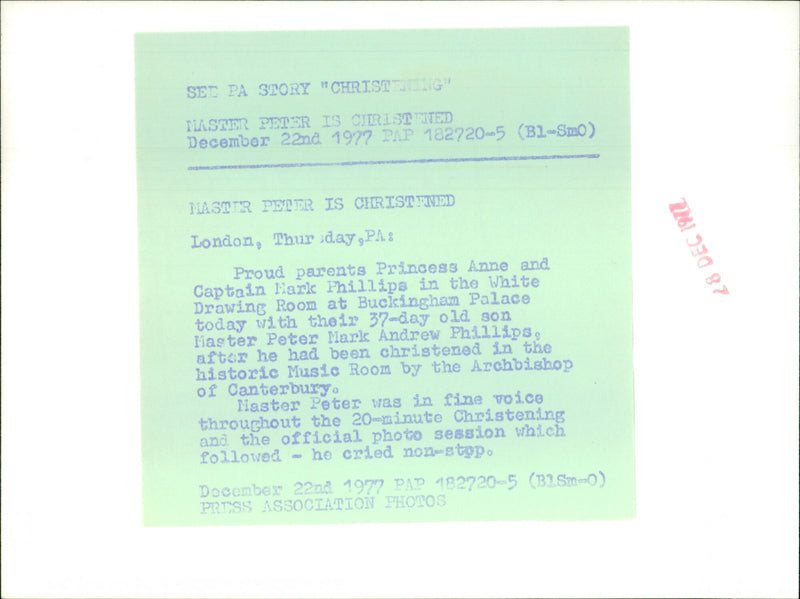 SEE PA STORY "CHRISTENING"
MASTER PETER IS CHRISTENED
December 22nd 1977 PAP 182720-5 (Bl-SmO)
MASTER PETER IS CHRISTENED
London, Thursday, PA:
Proud parents Princess Anne and
Captain Mark Phillips in the White
Drawing Room at Buckingham Palace
today with their 37-day old son
Master Peter Mark Andrew Phillips,
after he had been christened in the
historic Music Room by the Archbishop
of Canterbury.
Master Peter was in fine voice
throughout the 20-minute Christening
and the official photo session which
followed - he cried non-stop.
December 22nd 1977 PAP 182720-5 (BlSm-O)
PRESS ASSOCIATION PHOTOS
DEC